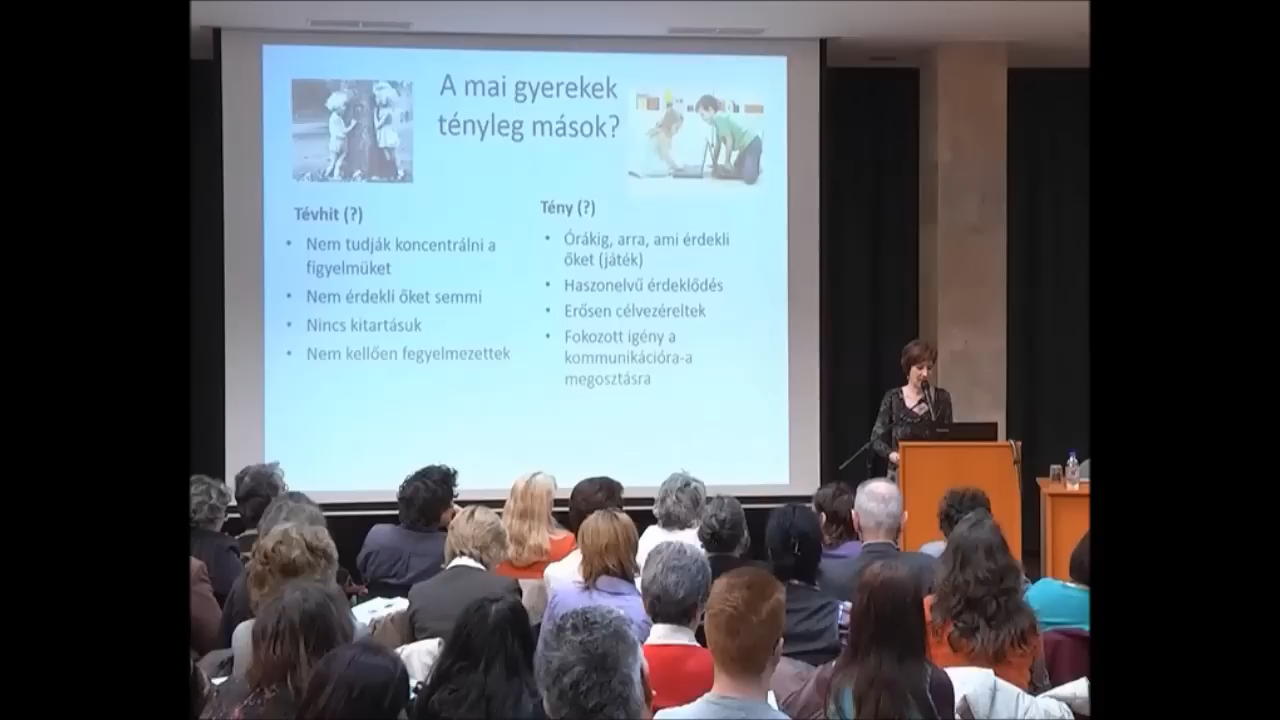 A mai gyerekek
tényleg mások?
Tévhit (?)
• Nem tudják koncentrálni a
figyelmüket
• Nem érdekli őket semmi
• Nincs kitartásuk
• Nem kellően fegyelmezettek
Tény (?)
• Órákig, arra, ami érdekli
őket (játék)
• Haszonelvű érdeklődés
• Erősen célvezéreltek
• Fokozott igény a
kommunikációra-a
megosztásra